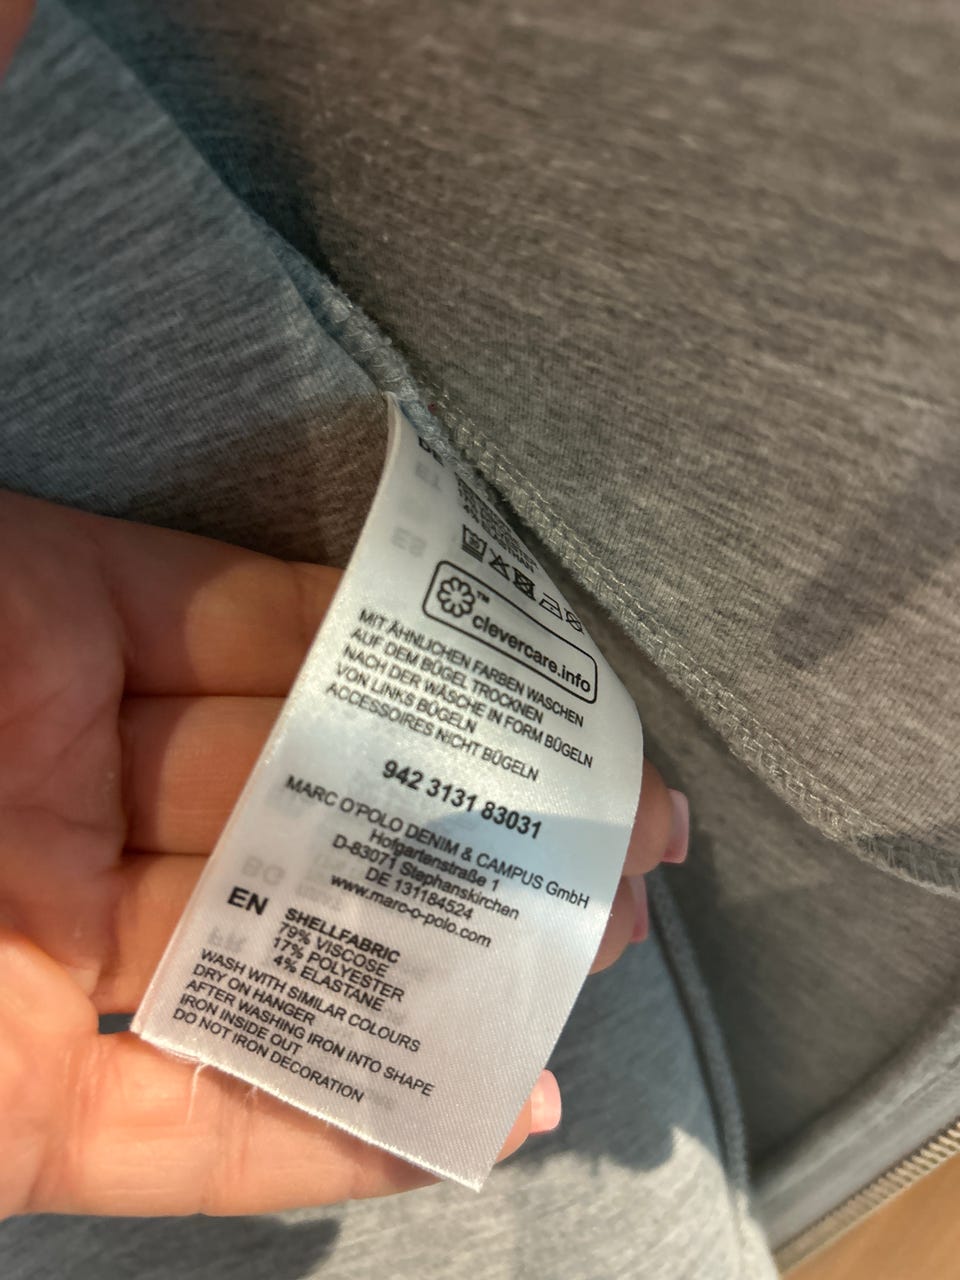 clevercare.info
MIT ÄHNLICHEN FARBEN WASCHEN
AUF DEM BÜGEL TROCKNEN
NACH DER WÄSCHE IN FORM BÜGELN
VON LINKS BÜGELN
ACCESSOIRES NICHT BÜGELN
942 3131 83031
MARC O'POLO DENIM & CAMPUS GmbH
Hofgartenstraße 1
D-83071 Stephanskirchen
DE 131184524
www.marc-o-polo.com
EN SHELLFABRIC
79% VISCOSE
17% POLYESTER
4% ELASTANE
WASH WITH SIMILAR COLOURS
DRY ON HANGER
AFTER WASHING IRON INTO SHAPE
IRON INSIDE OUT
DO NOT IRON DECORATION